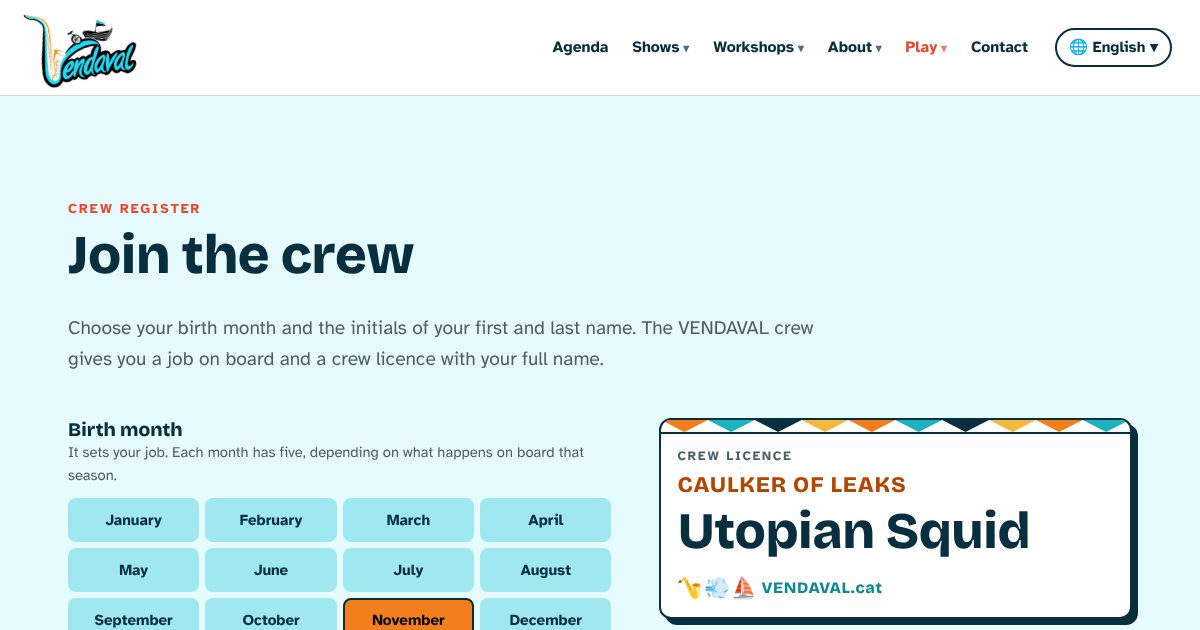 Vendaval
Agenda
Shows ▾
Workshops ▾
About ▾
Play ▾
Contact
English ▾
CREW REGISTER
Join the crew
Choose your birth month and the initials of your first and last name. The VENDAVAL crew
gives you a job on board and a crew licence with your full name.
Birth month
It sets your job. Each month has five, depending on what happens on board that
season.
January
February
March
April
May
June
July
August
September
October
November
December
CREW LICENCE
CAULKER OF LEAKS
Utopian Squid
VENDAVAL.cat